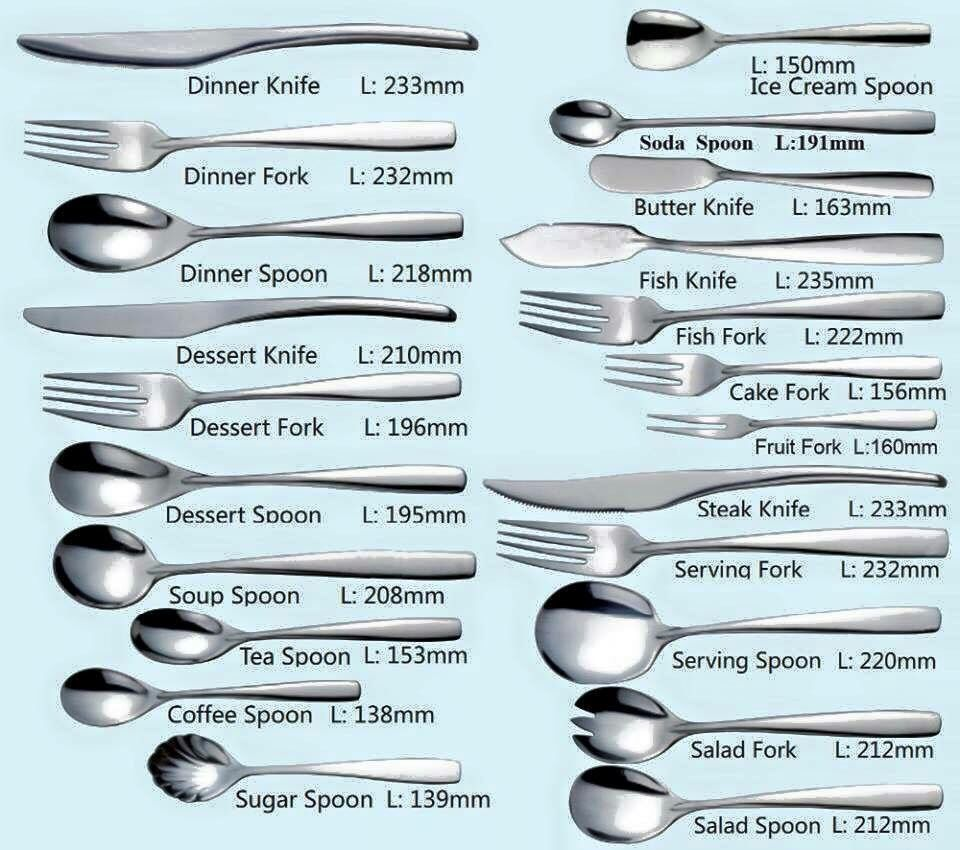 Dinner Knife L: 233mm
Dinner Fork L: 232mm
Dinner Spoon L: 218mm
Dessert Knife L: 210mm
Dessert Fork L: 196mm
Dessert Spoon L: 195mm
Soup Spoon L: 208mm
Tea Spoon L: 153mm
Coffee Spoon L: 138mm
Sugar Spoon L: 139mm
L: 150mm
Ice Cream Spoon
Soda Spoon L:191mm
Butter Knife L: 163mm
Fish Knife L: 235mm
Fish Fork L: 222mm
Cake Fork L: 156mm
Fruit Fork L:160mm
Steak Knife L: 233mm
Serving Fork L: 232mm
Serving Spoon L: 220mm
Salad Fork L: 212mm
Salad Spoon L: 212mm